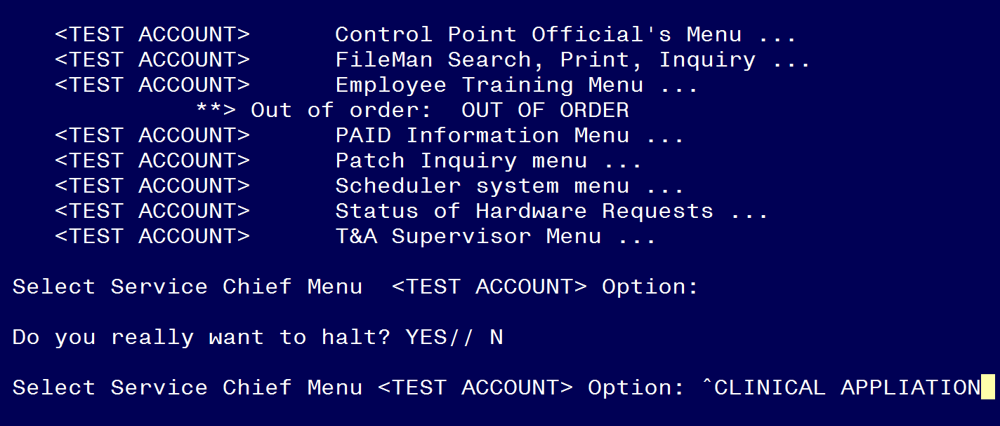 <TEST ACCOUNT> Control Point Official's Menu ...
<TEST ACCOUNT> FileMan Search, Print, Inquiry ...
<TEST ACCOUNT> Employee Training Menu ...
**> Out of order: OUT OF ORDER
<TEST ACCOUNT> PAID Information Menu ...
<TEST ACCOUNT> Patch Inquiry menu ...
<TEST ACCOUNT> Scheduler system menu ...
<TEST ACCOUNT> Status of Hardware Requests ...
<TEST ACCOUNT> T&A Supervisor Menu ...
Select Service Chief Menu <TEST ACCOUNT> Option:
Do you really want to halt? YES// N
Select Service Chief Menu <TEST ACCOUNT> Option: ^CLINICAL APPLIATION